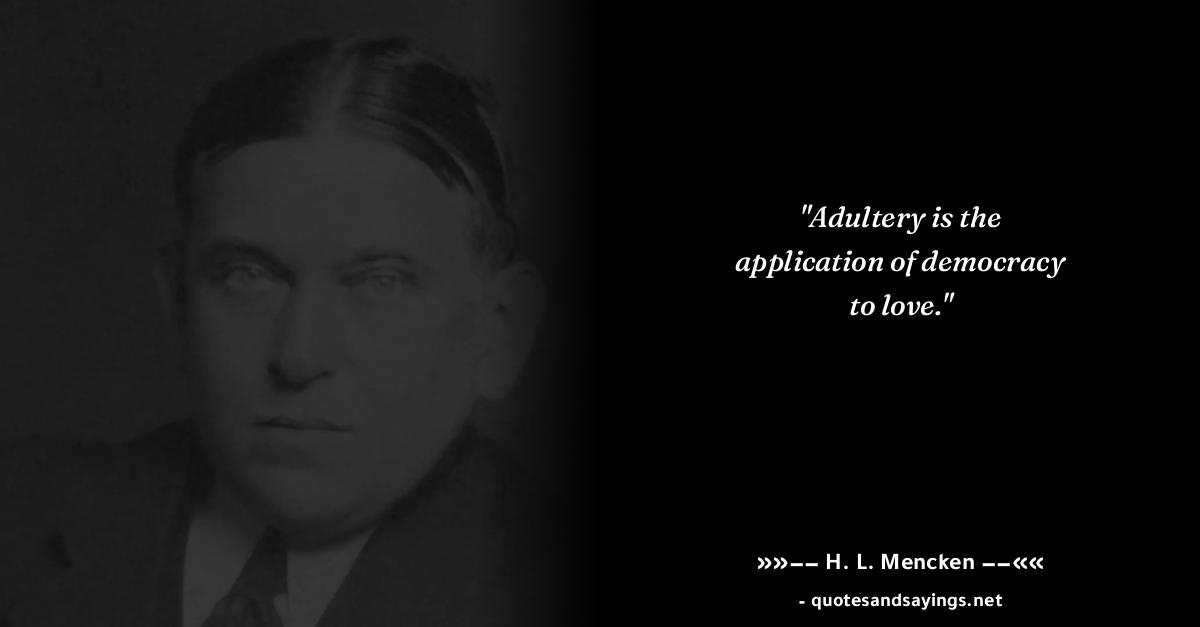 "Adultery is the
application of democracy
to love."
»»−− H. L. Mencken −−««
- quotesandsayings.net